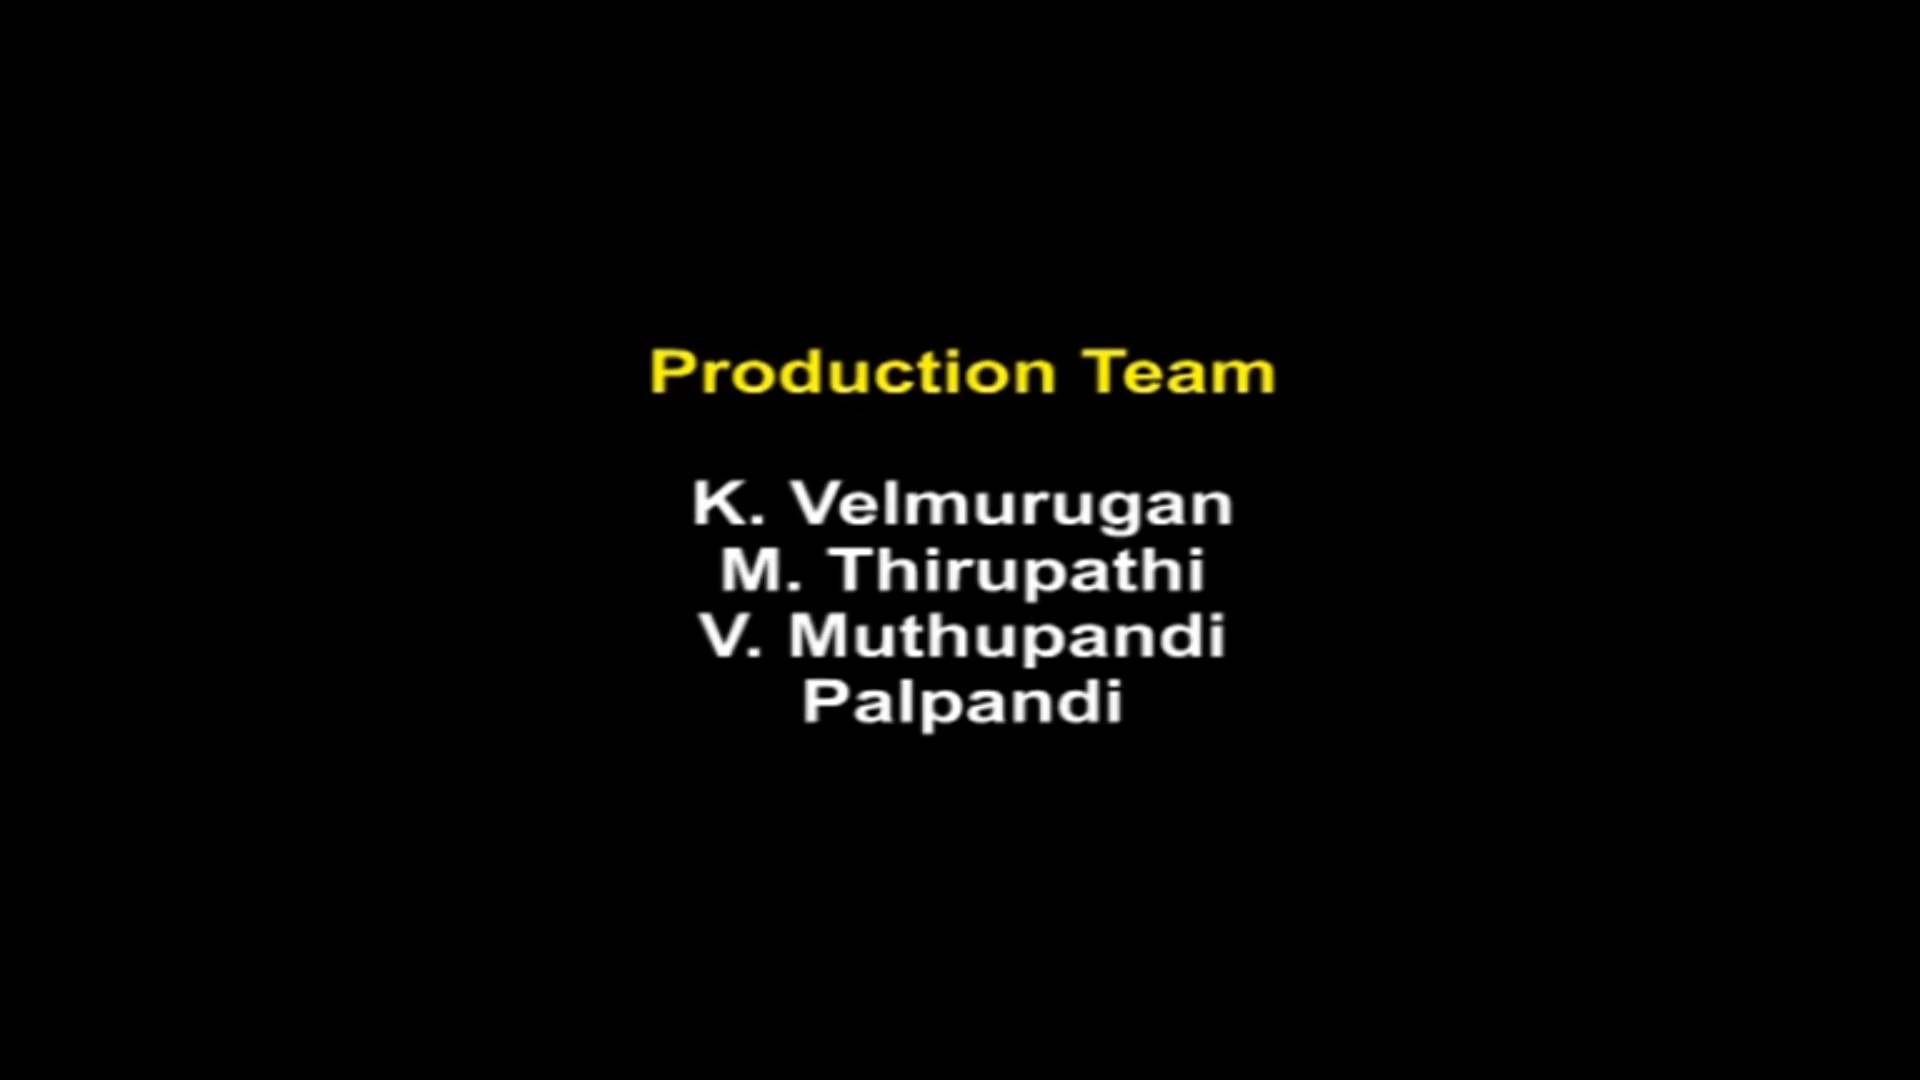 Production Team
K. Velmurugan
M. Thirupathi
V. Muthupandi
Palpandi